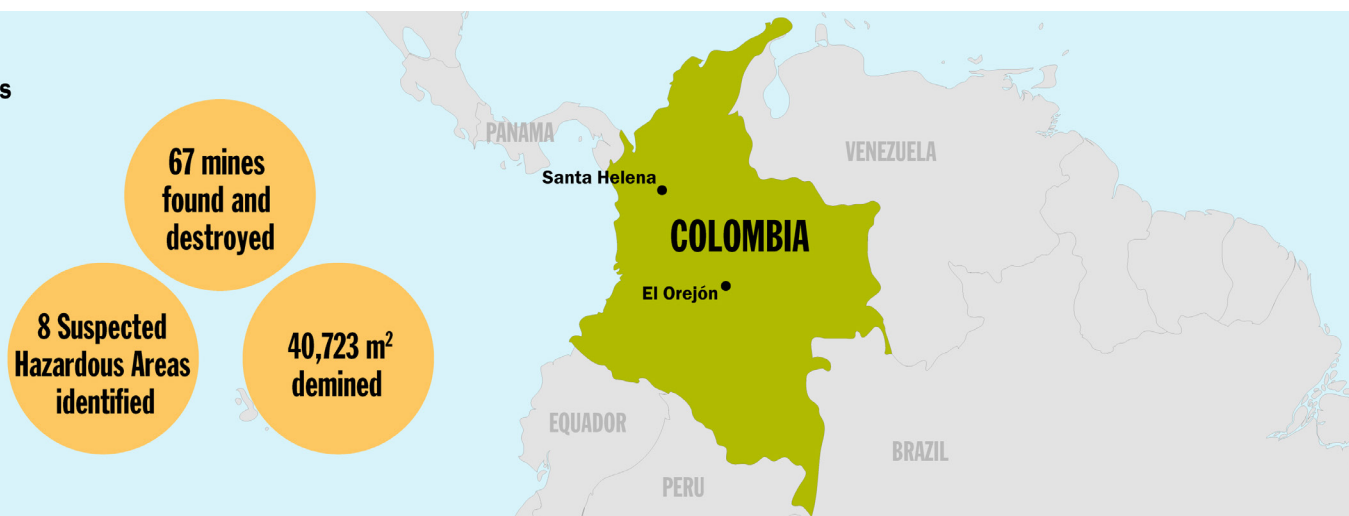 s
67 mines
found and
destroyed
8 Suspected
Hazardous Areas
identified
40,723 m²
demined
PANAMA
VENEZUELA
Santa Helena
COLOMBIA
El Orejón
EQUADOR
BRAZIL
PERU